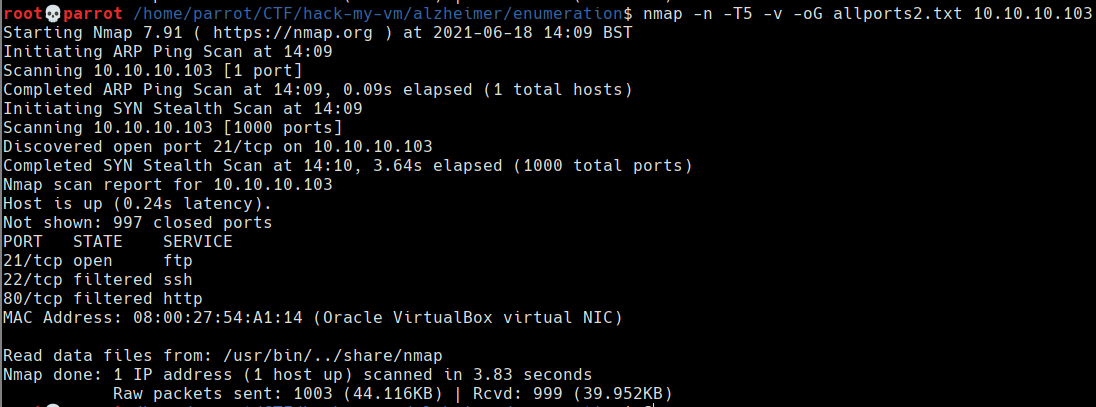 root💀parrot /home/parrot/CTF/hack-my-vm/alzheimer/enumeration$ nmap -n -T5 -v -oG allports2.txt 10.10.10.103
Starting Nmap 7.91 ( https://nmap.org ) at 2021-06-18 14:09 BST
Initiating ARP Ping Scan at 14:09
Scanning 10.10.10.103 [1 port]
Completed ARP Ping Scan at 14:09, 0.09s elapsed (1 total hosts)
Initiating SYN Stealth Scan at 14:09
Scanning 10.10.10.103 [1000 ports]
Discovered open port 21/tcp on 10.10.10.103
Completed SYN Stealth Scan at 14:10, 3.64s elapsed (1000 total ports)
Nmap scan report for 10.10.10.103
Host is up (0.24s latency).
Not shown: 997 closed ports
PORT   STATE    SERVICE
21/tcp open     ftp
22/tcp filtered ssh
80/tcp filtered http
MAC Address: 08:00:27:54:A1:14 (Oracle VirtualBox virtual NIC)

Read data files from: /usr/bin/../share/nmap
Nmap done: 1 IP address (1 host up) scanned in 3.83 seconds
           Raw packets sent: 1003 (44.116KB) | Rcvd: 999 (39.952KB)